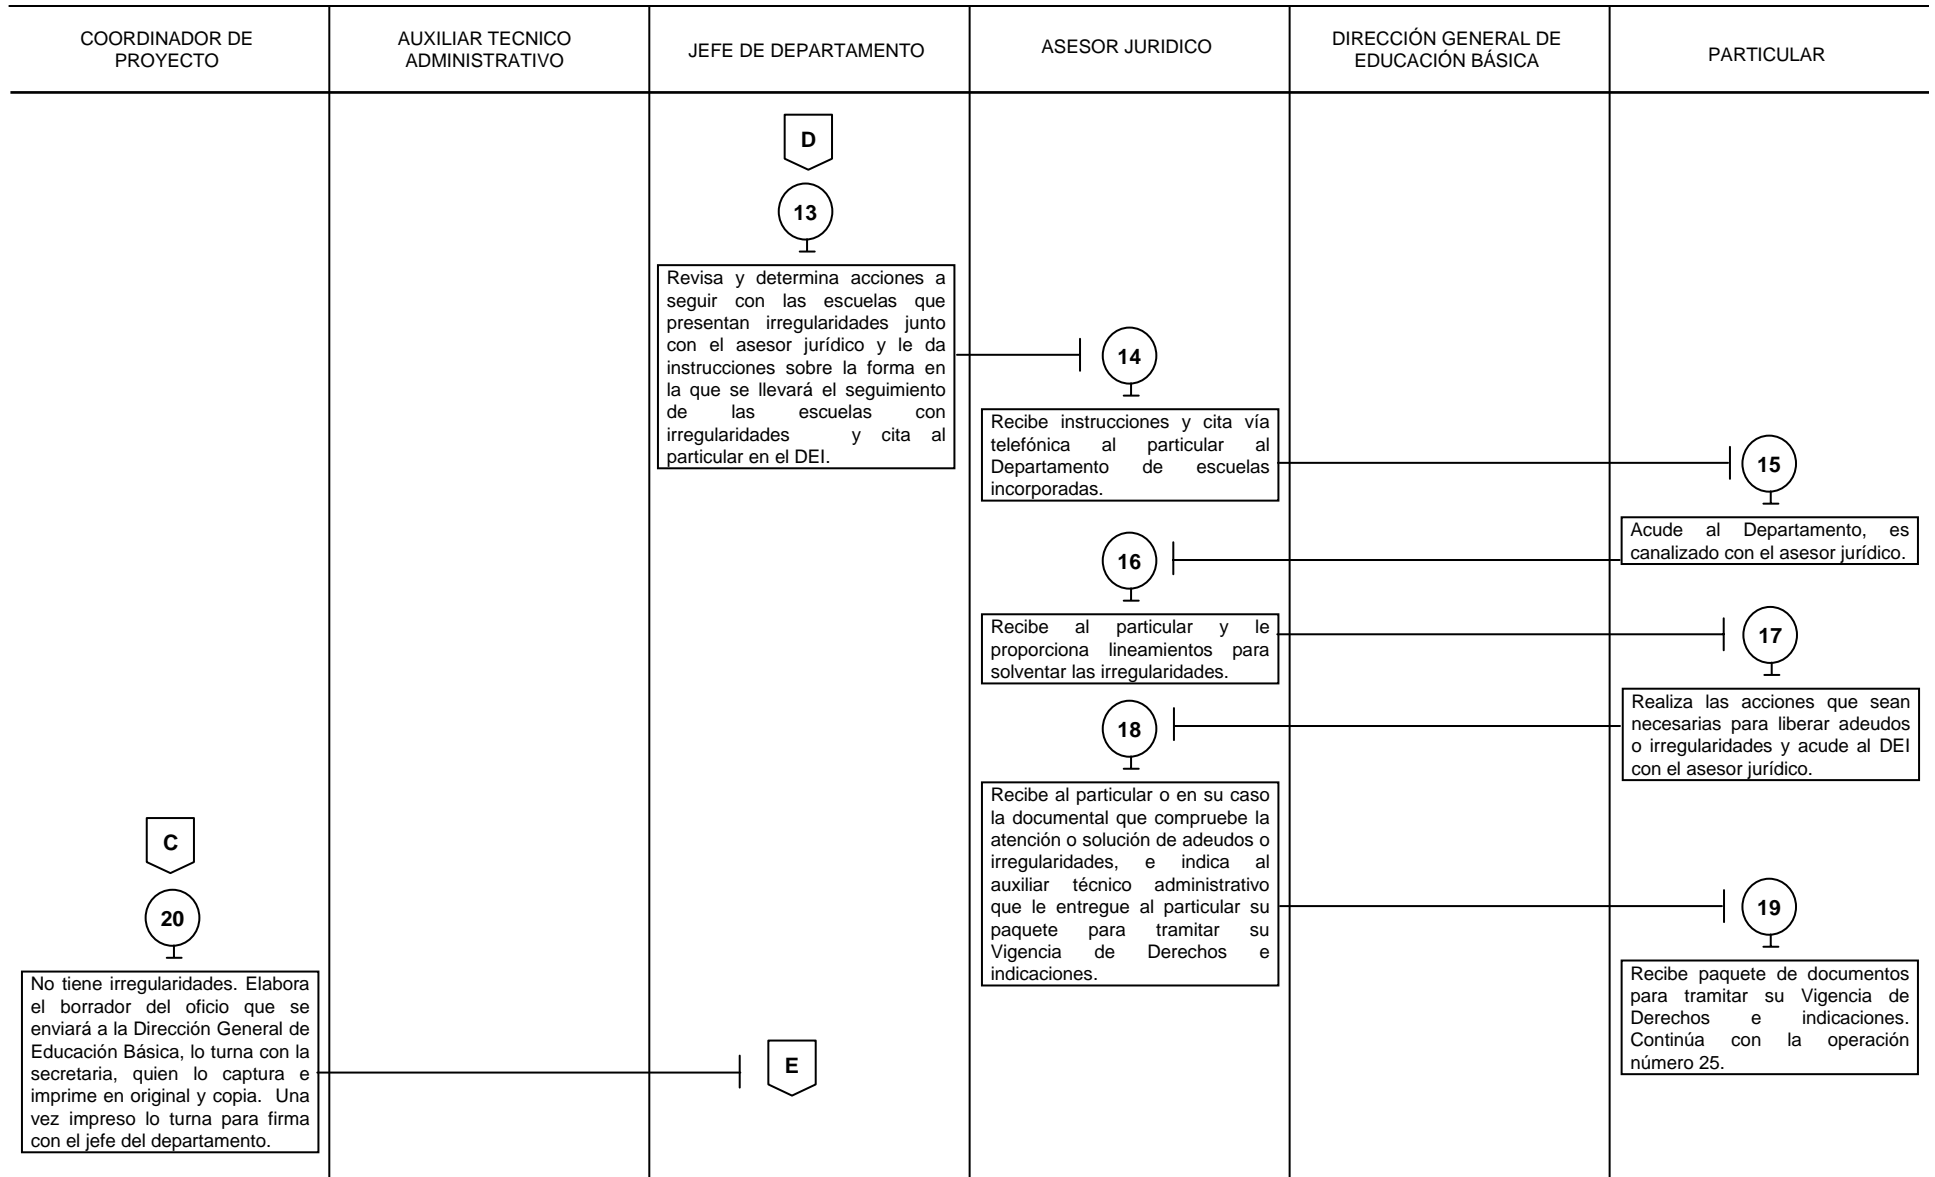 COORDINADOR DE
PROYECTO
AUXILIAR TECNICO
ADMINISTRATIVO
JEFE DE DEPARTAMENTO
ASESOR JURIDICO
DIRECCIÓN GENERAL DE
EDUCACIÓN BÁSICA
PARTICULAR
D
13
Revisa y determina acciones a
seguir con las escuelas que
presentan irregularidades junto
con el asesor jurídico y le da
instrucciones sobre la forma en
la que se llevará el seguimiento
de las escuelas con
irregularidades y cita al
particular en el DEI.
14
Recibe instrucciones y cita vía
telefónica al particular al
Departamento de escuelas
incorporadas.
15
Acude al Departamento, es
canalizado con el asesor jurídico.
16
Recibe al particular y le
proporciona lineamientos para
solventar las irregularidades.
17
Realiza las acciones que sean
necesarias para liberar adeudos
o irregularidades y acude al DEI
con el asesor jurídico.
18
Recibe al particular o en su caso
la documental que compruebe la
atención o solución de adeudos o
irregularidades, e indica al
auxiliar técnico administrativo
que le entregue al particular su
paquete para tramitar su
Vigencia de Derechos e
indicaciones.
19
Recibe paquete de documentos
para tramitar su Vigencia de
Derechos e indicaciones.
Continúa con la operación
número 25.
C
20
No tiene irregularidades. Elabora
el borrador del oficio que se
enviará a la Dirección General de
Educación Básica, lo turna con la
secretaria, quien lo captura e
imprime en original y copia. Una
vez impreso lo turna para firma
con el jefe del departamento.
E